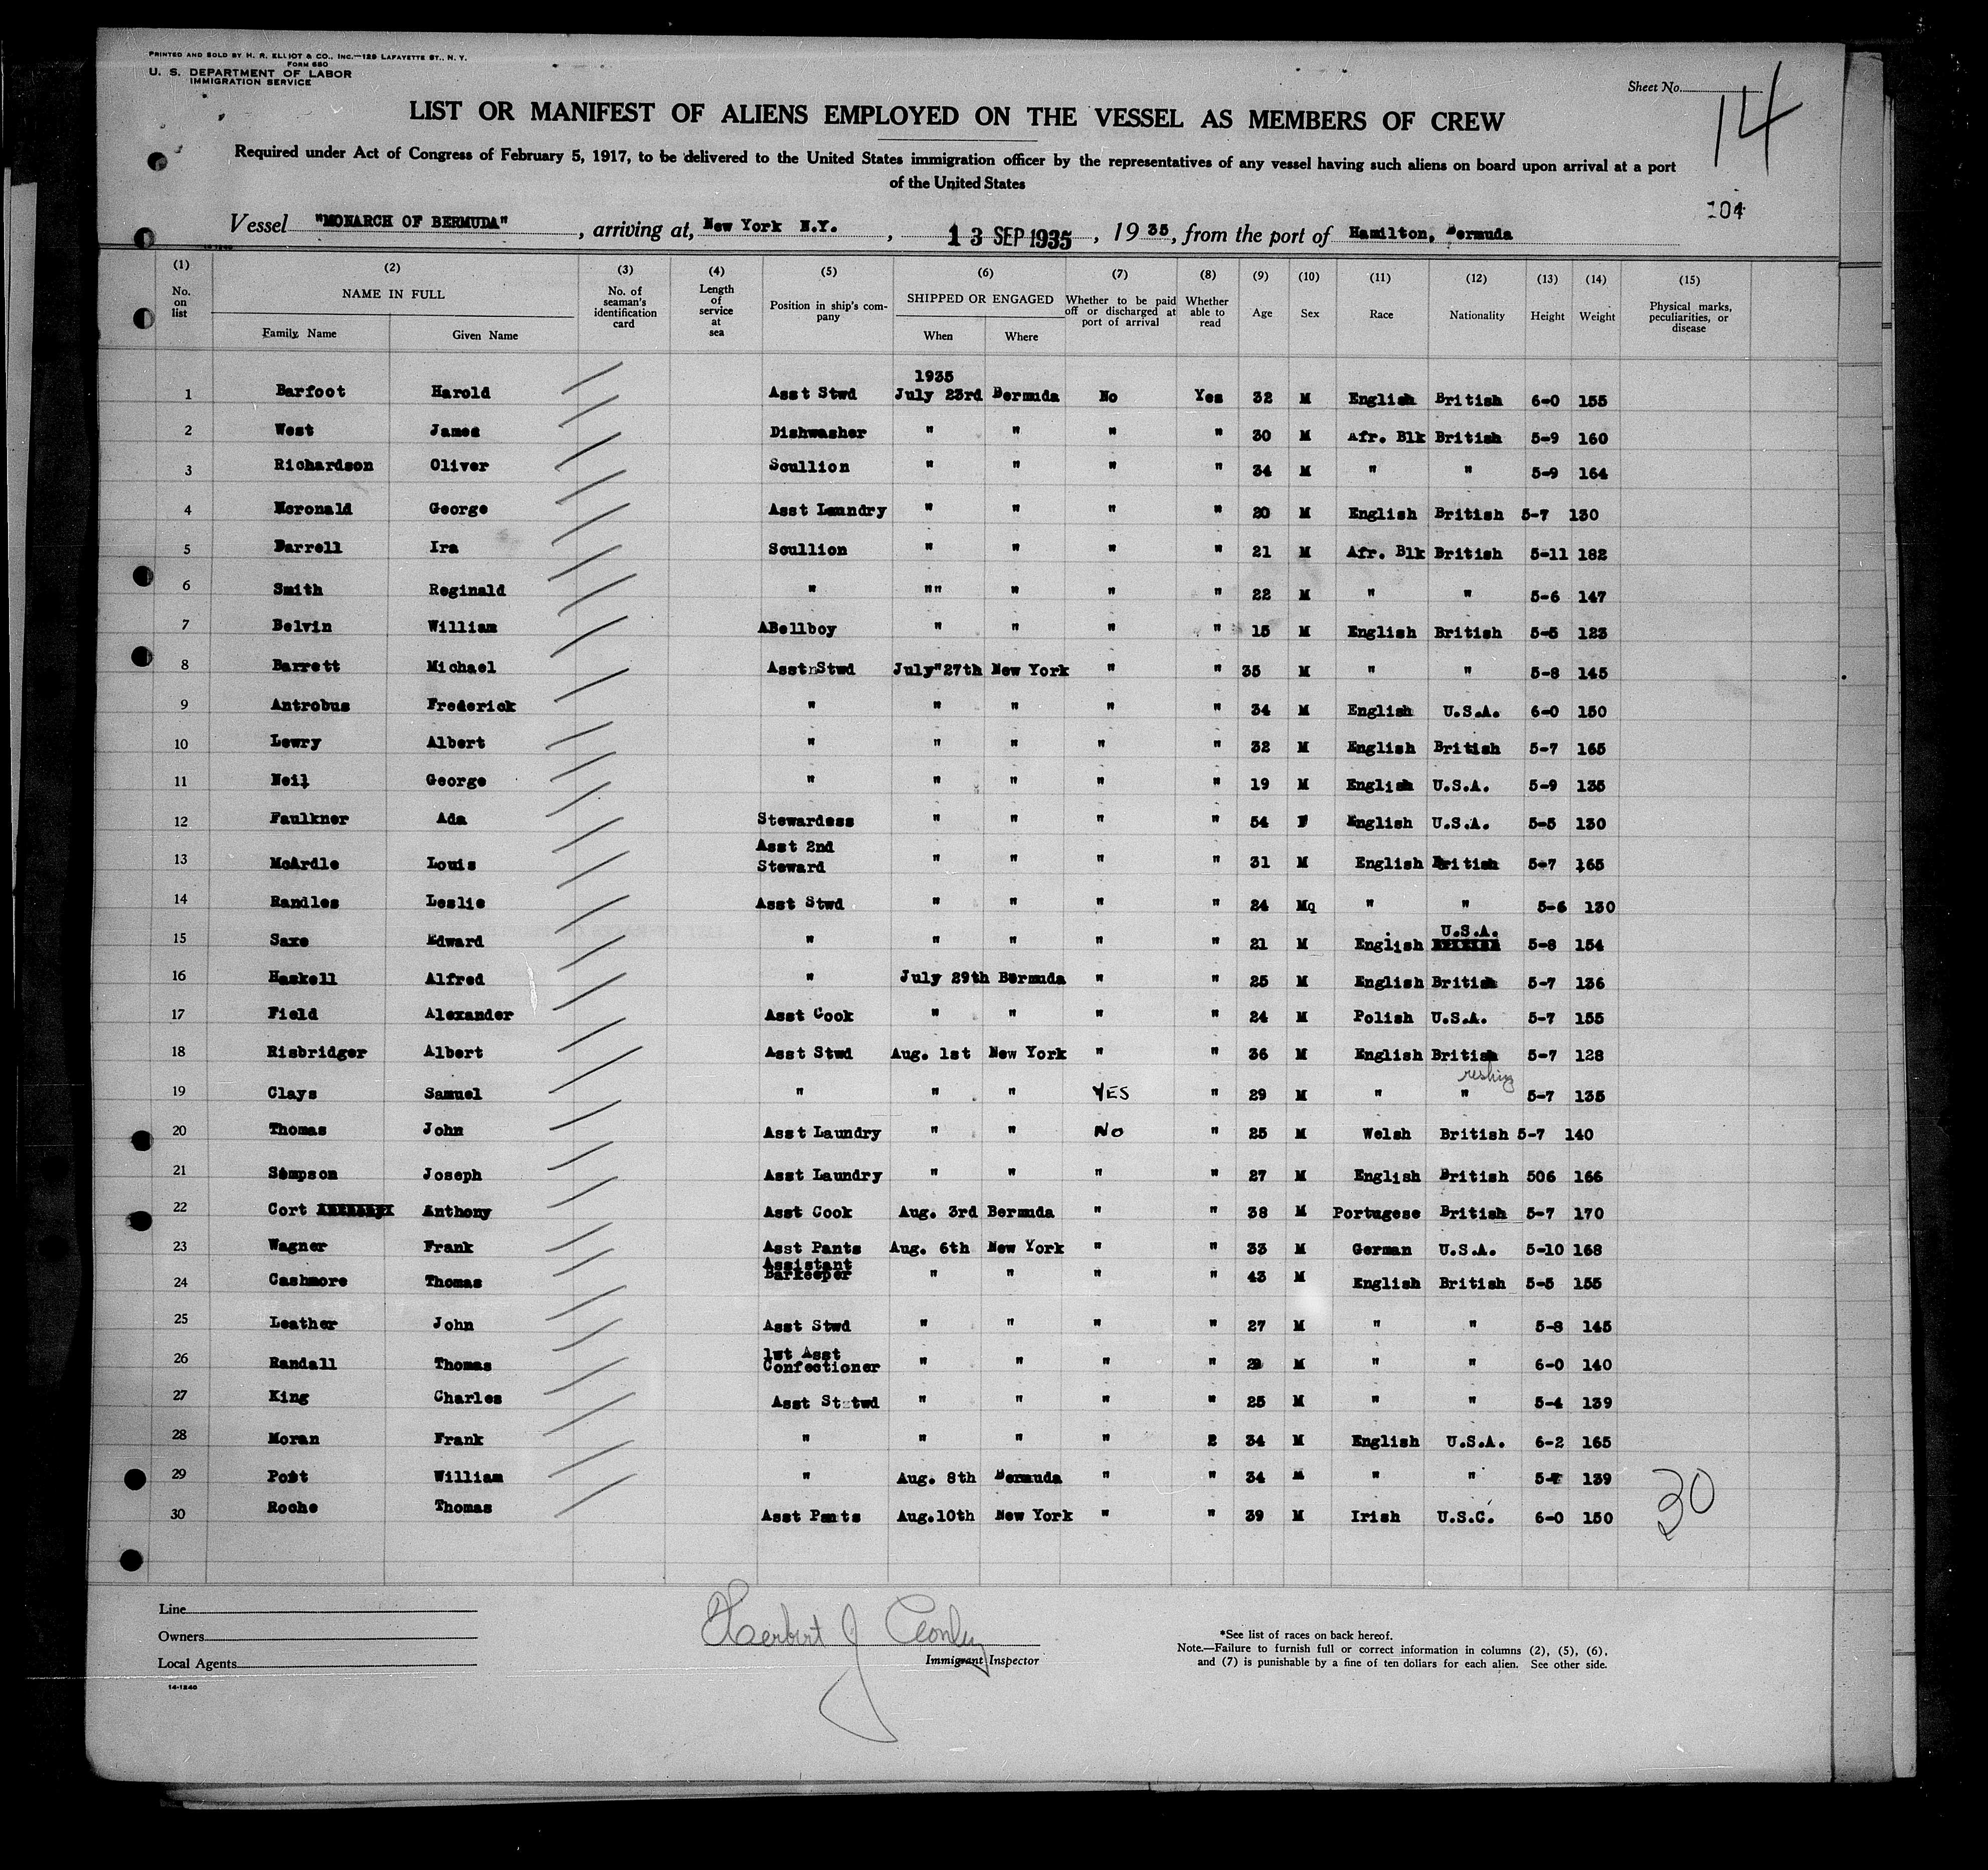 PRINTED AND SOLD BY H. R. ELLIOT & CO., INC.—129 LAFAYETTE ST., N. Y.
FORM 680
U. S. DEPARTMENT OF LABOR
IMMIGRATION SERVICE
Sheet No. 14
LIST OR MANIFEST OF ALIENS EMPLOYED ON THE VESSEL AS MEMBERS OF CREW
Required under Act of Congress of February 5, 1917, to be delivered to the United States immigration officer by the representatives of any vessel having such aliens on board upon arrival at a port
of the United States
104
Vessel "MONARCH OF BERMUDA", arriving at, New York N.Y., 13 SEP 1935, 1935, from the port of Hamilton, Bermuda
(1) (2) (3) (4) (5) (6) (7) (8) (9) (10) (11) (12) (13) (14) (15)
No. on list NAME IN FULL Family Name Given Name No. of seaman's identification card Length of service at sea Position in ship's company SHIPPED OR ENGAGED When Where Whether to be paid off or discharged at port of arrival Whether able to read Age Sex Race Nationality Height Weight Physical marks, peculiarities, or disease
1935
1 Barfoot Harold Asst Stwd July 23rd Bermuda No Yes 32 M English British 6-0 155
2 West James Dishwasher " " " " 30 M Afr. Blk British 5-9 160
3 Richardson Oliver Scullion " " " " 34 M " " 5-9 164
4 Mcronald George Asst Laundry " " " " 20 M English British 5-7 130
5 Darrell Ira Scullion " " " " 21 M Afr. Blk British 5-11 182
6 Smith Reginald " "" " " " 22 M " " 5-6 147
7 Belvin William ABellboy " " " " 15 M English British 5-5 123
8 Barrett Michael AsstnStwd July"27th New York " " 35 M " " 5-8 145
9 Antrobus Frederick " " " " " 34 M English U.S.A. 6-0 150
10 Lowry Albert " " " " " 32 M English British 5-7 165
11 Neil George " " " " " 19 M English U.S.A. 5-9 135
12 Faulkner Ada Stewardess " " " " 54 F English U.S.A. 5-5 130
Asst 2nd
13 McArdle Louis Steward " " " " 31 M English British 5-7 165
14 Randles Leslie Asst Stwd " " " " 24 Mq " " 5-6 130
U.S.A.
15 Saxe Edward " " " " " 21 M English 5-8 154
16 Haskell Alfred " July 29th Bermuda " " 25 M English British 5-7 136
17 Field Alexander Asst Cook " " " " 24 M Polish U.S.A. 5-7 155
18 Risbridger Albert Asst Stwd Aug. 1st New York " " 36 M English British 5-7 128
19 Clays Samuel " " " YES " 29 M " " 5-7 135
20 Thomas John Asst Laundry " " NO " 25 M Welsh British 5-7 140
21 Simpson Joseph Asst Laundry " " " " 27 M English British 506 166
22 Cort Anthony Asst Cook Aug. 3rd Bermuda " " 38 M Portugese British 5-7 170
23 Wagner Frank Asst Pants Aug. 6th New York " " 33 M German U.S.A. 5-10 168
Assistant
24 Cashmore Thomas Barkeeper " " " " 43 M English British 5-5 155
25 Leather John Asst Stwd " " " " 27 M " " 5-8 145
1st Asst
26 Randall Thomas Confectioner " " " " M " " 6-0 140
27 King Charles Asst Ststwd " " " " 25 M " " 5-4 139
28 Moran Frank " " " " 2 34 M English U.S.A. 6-2 165
29 Post William " Aug. 8th Bermuda " " 34 M " " 5-7 139
30 Roche Thomas Asst Pants Aug.10th New York " " 39 M Irish U.S.C. 6-0 150
30
Line
Owners
Local Agents
14-1240
Herbert J Conley
Immigrant Inspector
*See list of races on back hereof.
Note.—Failure to furnish full or correct information in columns (2), (5), (6),
and (7) is punishable by a fine of ten dollars for each alien. See other side.